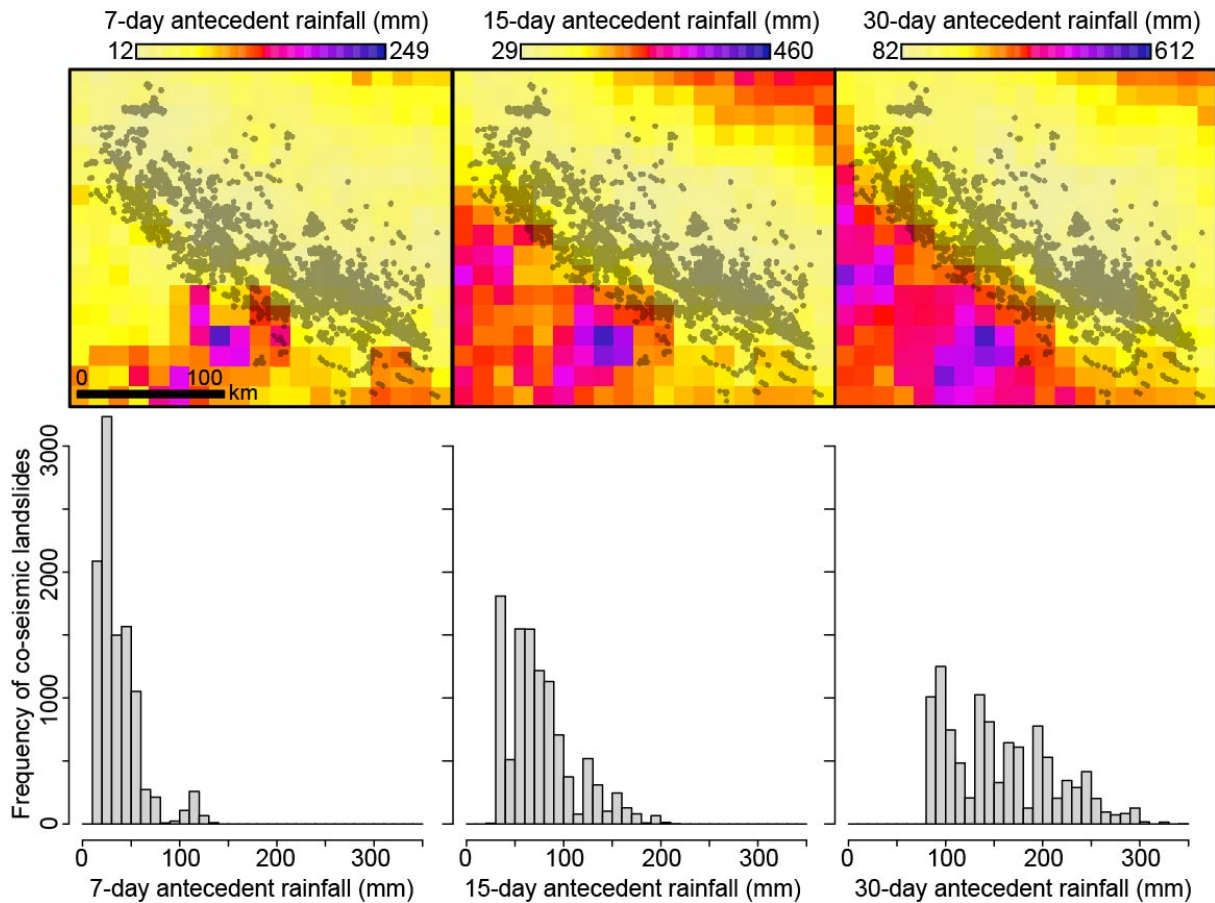 7-day antecedent rainfall (mm)
12 249
15-day antecedent rainfall (mm)
29 460
30-day antecedent rainfall (mm)
82 612
0 100 km
Frequency of co-seismic landslides
3000
2000
1000
0
0 100 200 300
7-day antecedent rainfall (mm)
0 100 200 300
15-day antecedent rainfall (mm)
0 100 200 300
30-day antecedent rainfall (mm)